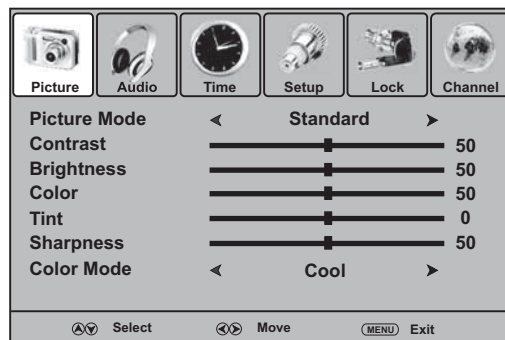 Picture Audio Time Setup Lock Channel
Picture Mode Standard
Contrast 50
Brightness 50
Color 50
Tint 0
Sharpness 50
Color Mode Cool
Select Move MENU Exit